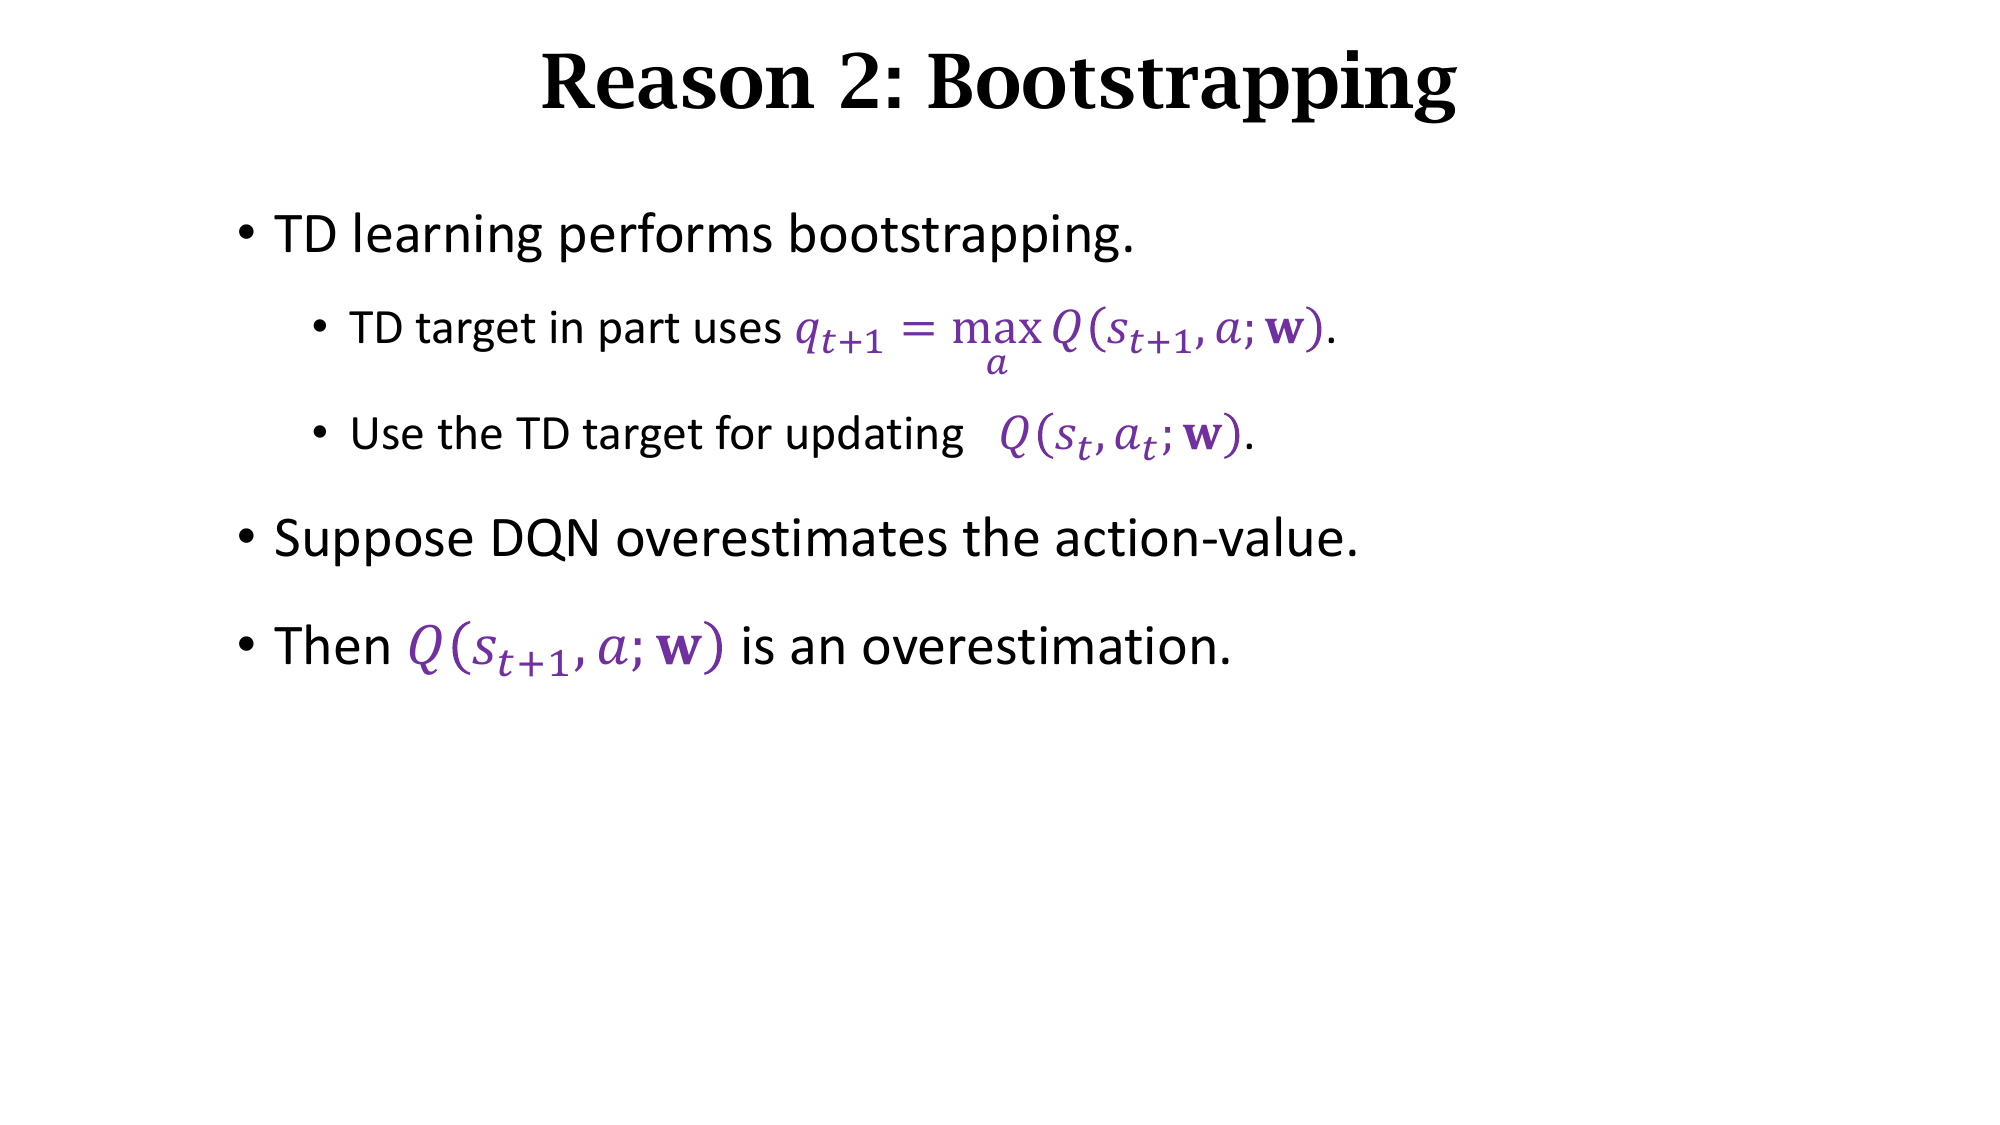 Reason 2: Bootstrapping
• TD learning performs bootstrapping.
• TD target in part uses $q_{t+1} = \max_{a} Q(s_{t+1}, a; \mathbf{w})$.
• Use the TD target for updating $Q(s_t, a_t; \mathbf{w})$.
• Suppose DQN overestimates the action-value.
• Then $Q(s_{t+1}, a; \mathbf{w})$ is an overestimation.